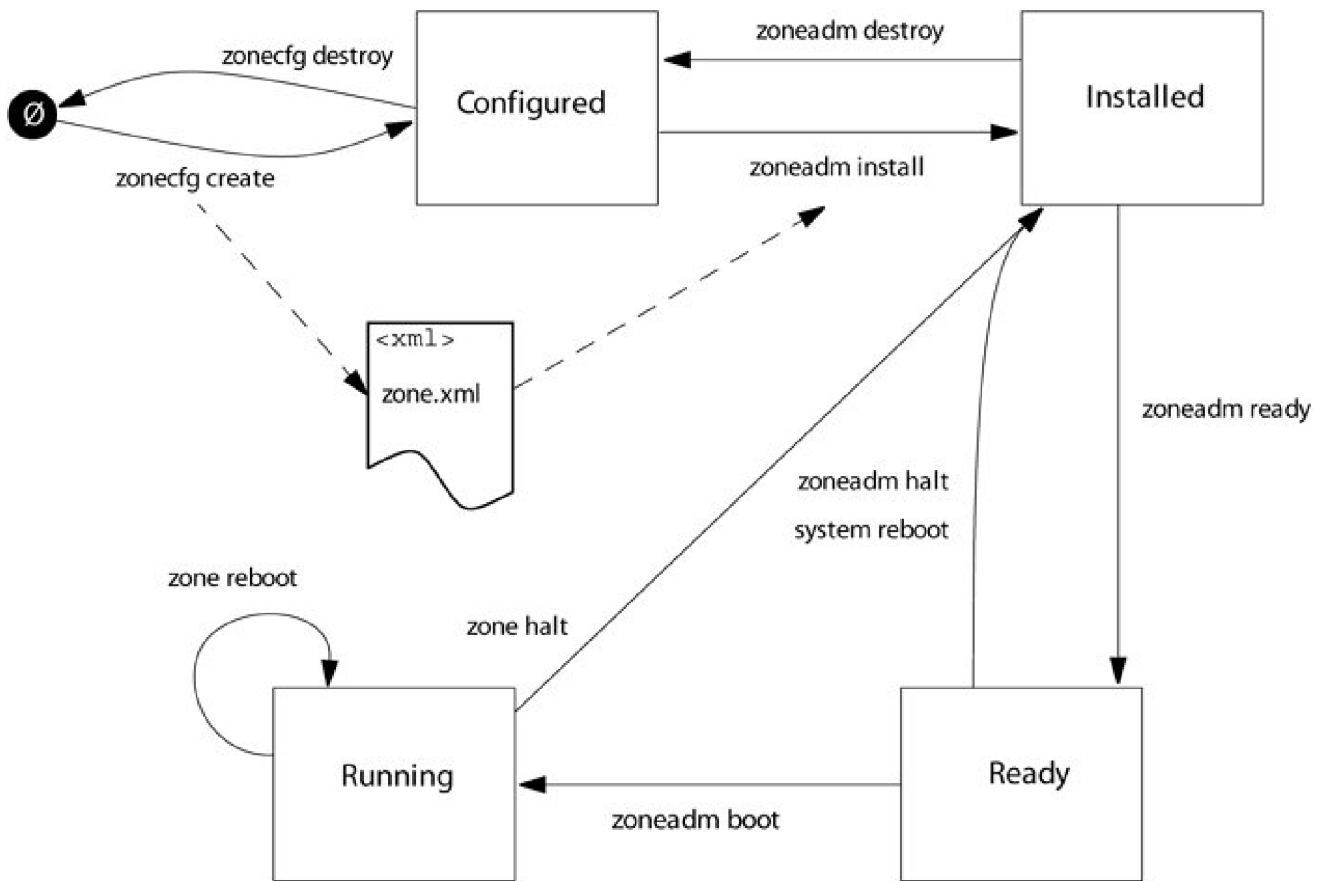 zoneadm destroy
zonecfg destroy
Ø
Configured
Installed
zonecfg create
zoneadm install
<xml>
zone.xml
zoneadm ready
zoneadm halt
system reboot
zone reboot
zone halt
Running
Ready
zoneadm boot